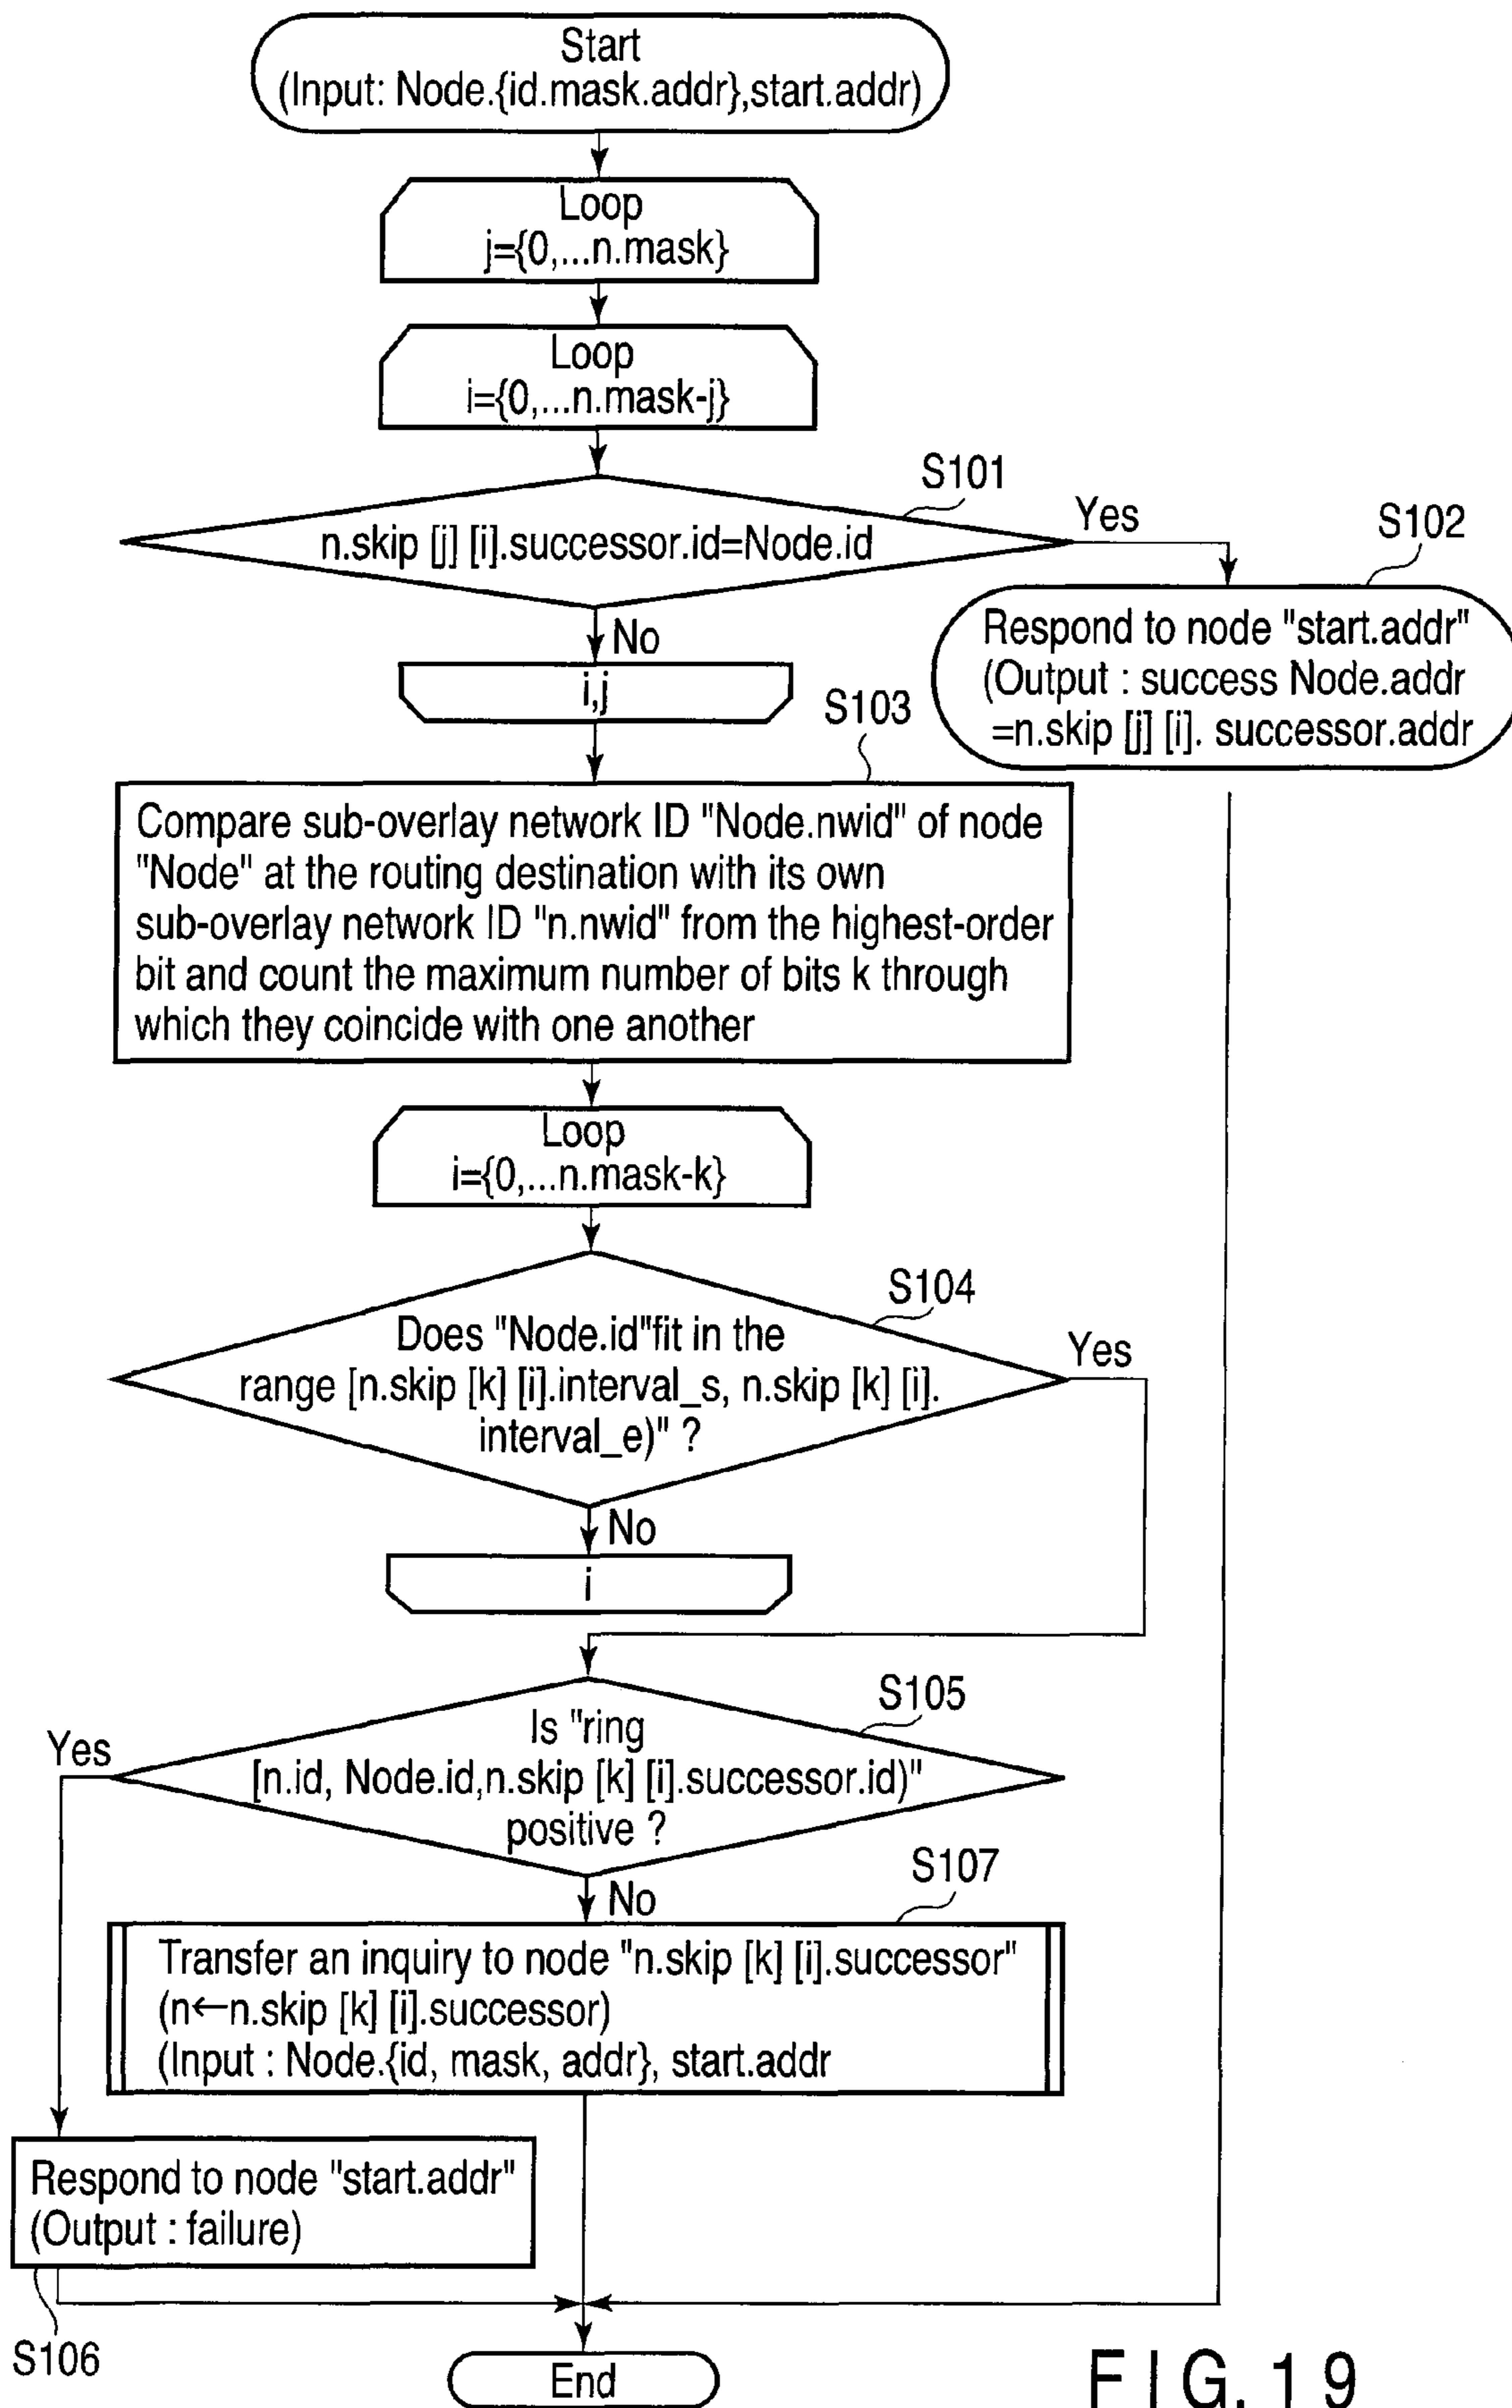 Start
(Input: Node.{id.mask.addr},start.addr)
Loop
j={0,...n.mask}
Loop
i={0,...n.mask-j}
S101
n.skip [j] [i].successor.id=Node.id
Yes
S102
Respond to node "start.addr"
(Output : success Node.addr
=n.skip [j] [i]. successor.addr
No
i,j
S103
Compare sub-overlay network ID "Node.nwid" of node
"Node" at the routing destination with its own
sub-overlay network ID "n.nwid" from the highest-order
bit and count the maximum number of bits k through
which they coincide with one another
Loop
i={0,...n.mask-k}
S104
Does "Node.id"fit in the
range [n.skip [k] [i].interval_s, n.skip [k] [i].
interval_e)" ?
Yes
No
i
S105
Is "ring
[n.id, Node.id,n.skip [k] [i].successor.id)"
positive ?
Yes
No
S107
Transfer an inquiry to node "n.skip [k] [i].successor"
(n←n.skip [k] [i].successor)
(Input : Node.{id, mask, addr}, start.addr
Respond to node "start.addr"
(Output : failure)
S106
End
FIG. 19